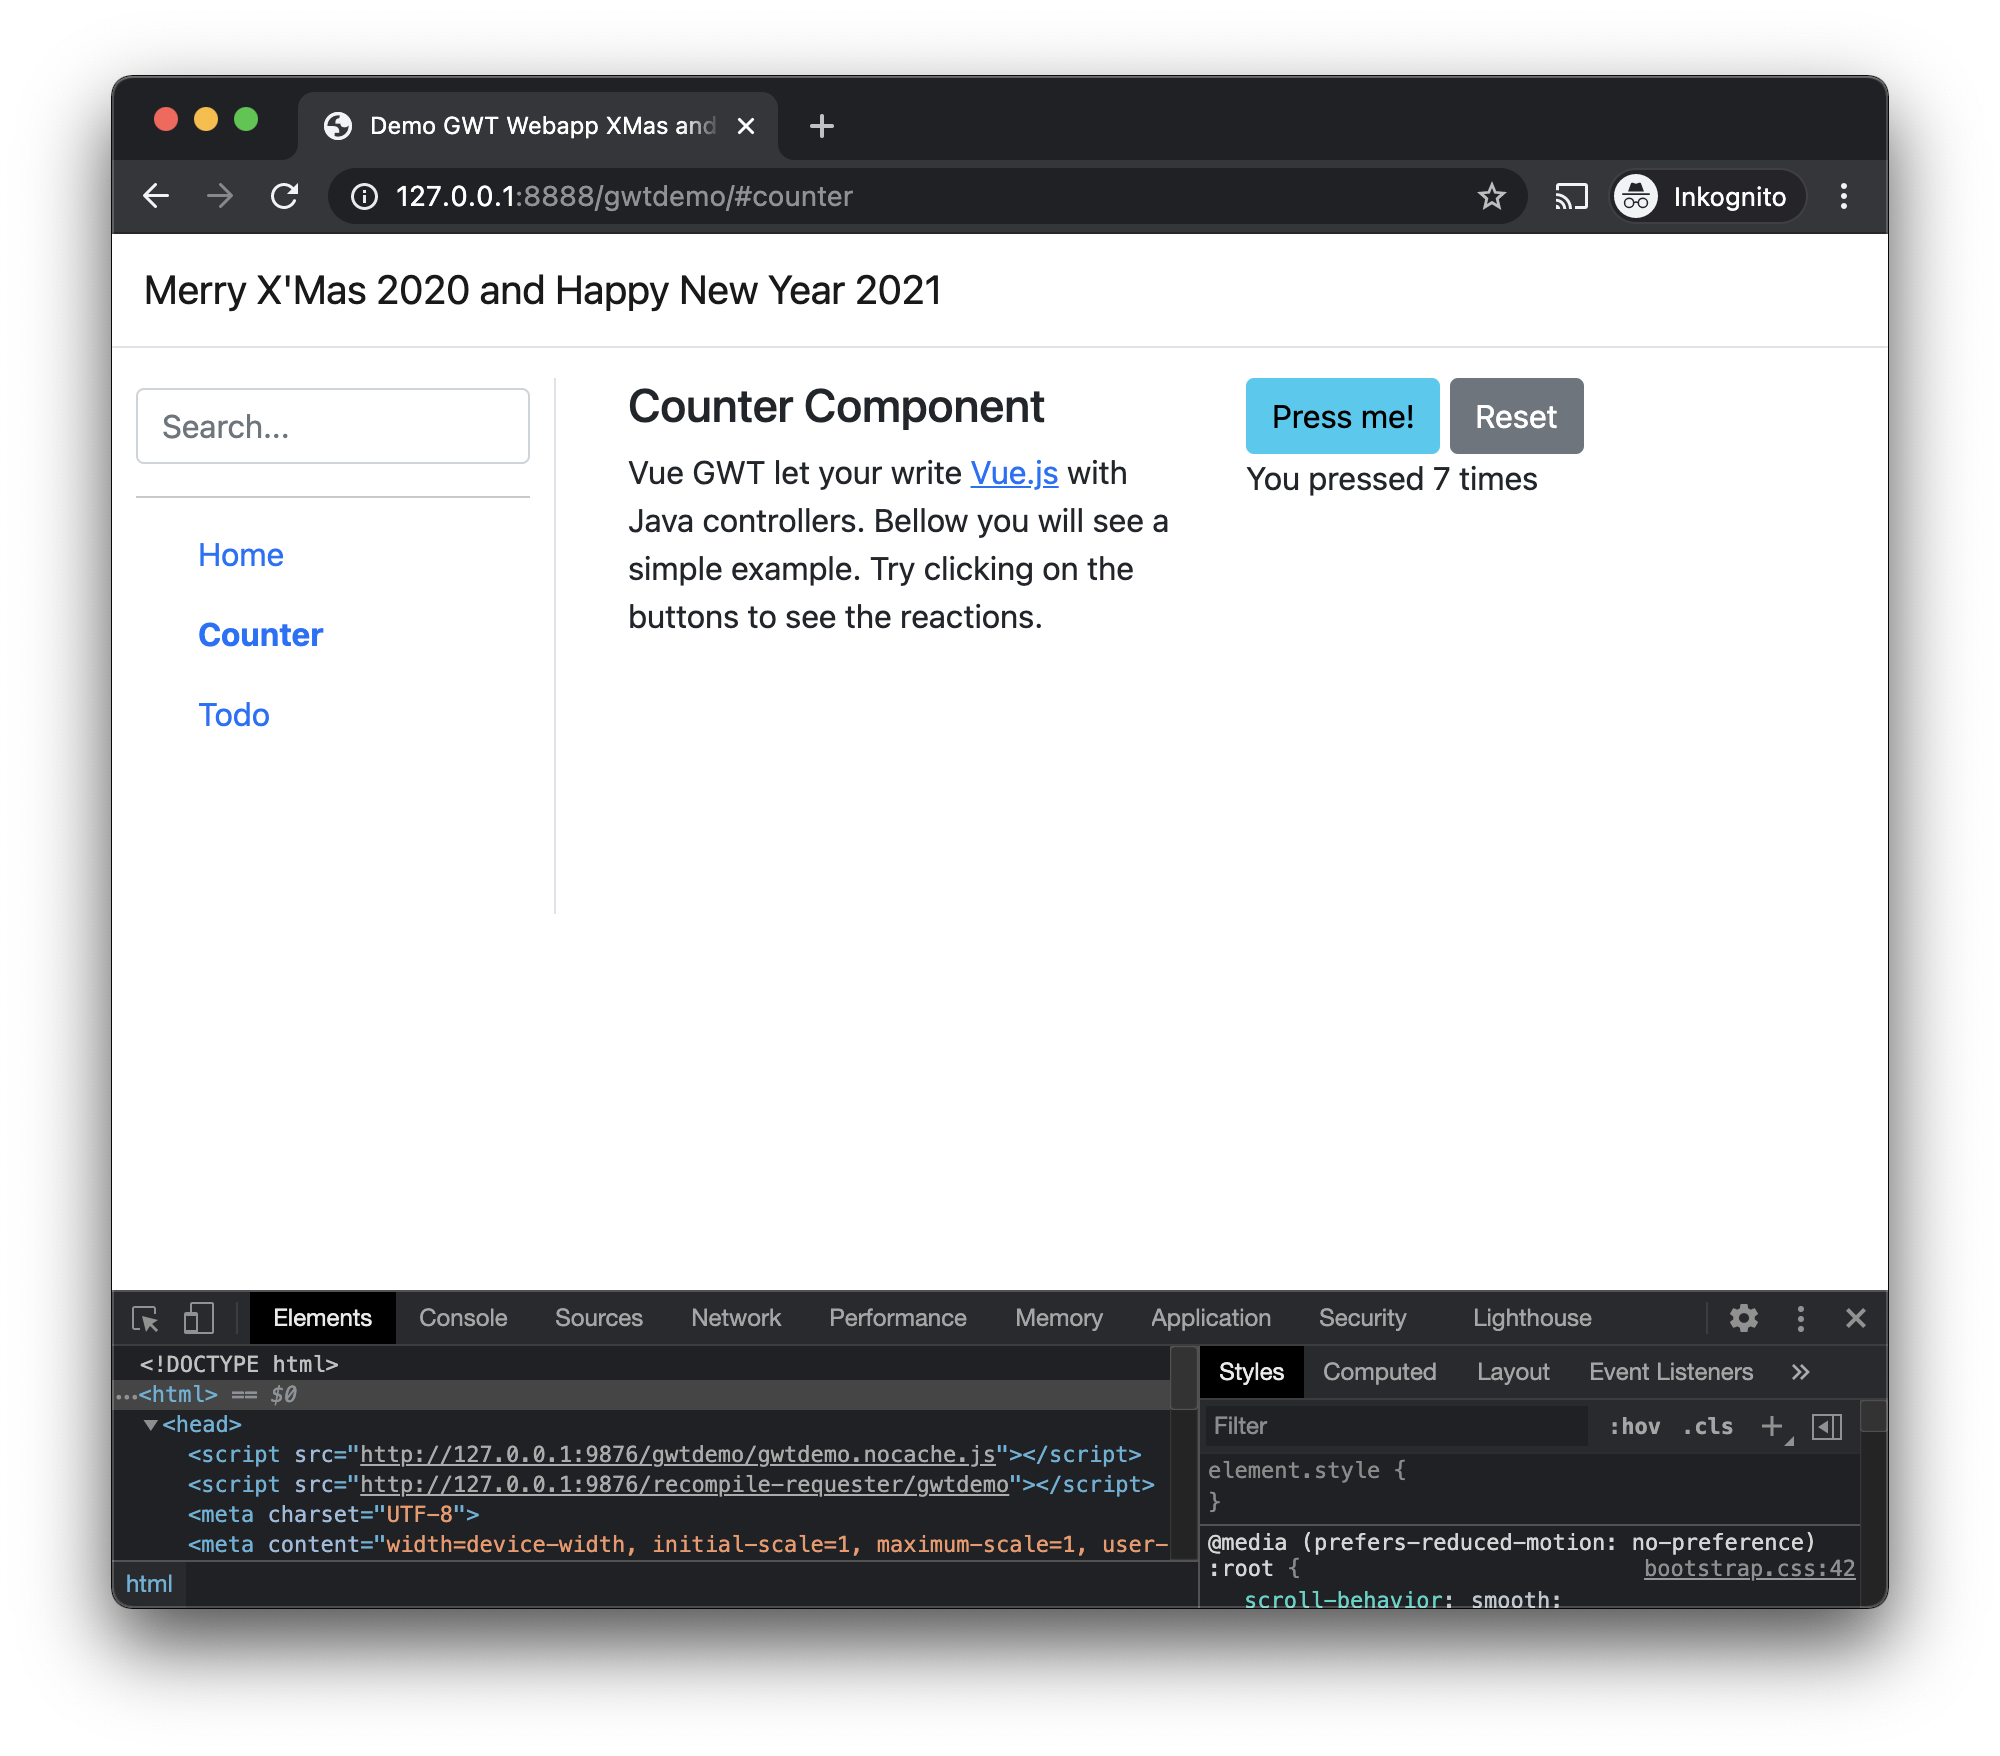 Demo GWT Webapp XMas and
127.0.0.1:8888/gwtdemo/#counter
Inkognito
Merry X'Mas 2020 and Happy New Year 2021
Search...
Home
Counter
Todo
Counter Component
Vue GWT let your write Vue.js with
Java controllers. Bellow you will see a
simple example. Try clicking on the
buttons to see the reactions.
Press me! Reset
You pressed 7 times
Elements Console Sources Network Performance Memory Application Security Lighthouse
<!DOCTYPE html>
…<html> == $0
<head>
<script src="http://127.0.0.1:9876/gwtdemo/gwtdemo.nocache.js"></script>
<script src="http://127.0.0.1:9876/recompile-requester/gwtdemo"></script>
<meta charset="UTF-8">
<meta content="width=device-width, initial-scale=1, maximum-scale=1, user-
html
Styles Computed Layout Event Listeners »
Filter :hov .cls +
element.style {
}
@media (prefers-reduced-motion: no-preference)
:root { bootstrap.css:42
scroll-behavior: smooth;